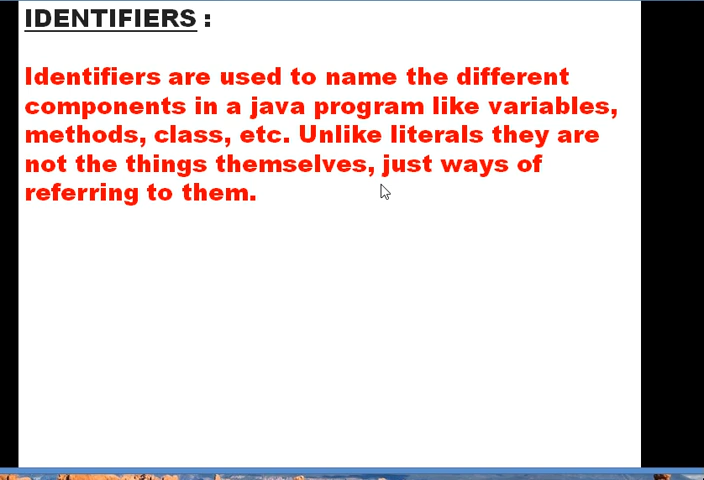 IDENTIFIERS :
Identifiers are used to name the different
components in a java program like variables,
methods, class, etc. Unlike literals they are
not the things themselves, just ways of
referring to them.